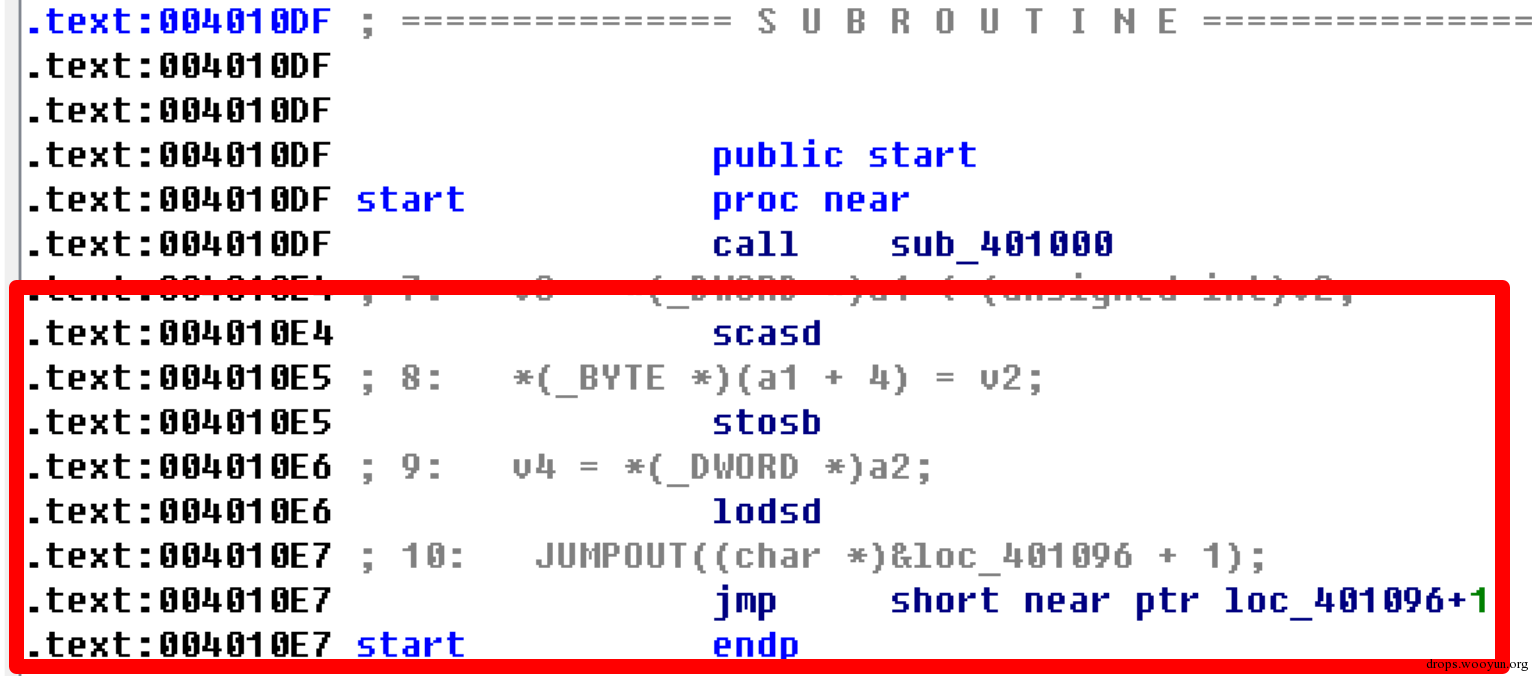 .text:004010DF ; =============== S U B R O U T I N E ===============
.text:004010DF
.text:004010DF
.text:004010DF public start
.text:004010DF start proc near
.text:004010DF call sub_401000
.text:004010E4 ; 7: *(_DWORD *)a1 < (unsigned int)v2;
.text:004010E4 scasd
.text:004010E5 ; 8: *(_BYTE *)(a1 + 4) = v2;
.text:004010E5 stosb
.text:004010E6 ; 9: v4 = *(_DWORD *)a2;
.text:004010E6 lodsd
.text:004010E7 ; 10: JUMPOUT((char *)&loc_401096 + 1);
.text:004010E7 jmp short near ptr loc_401096+1
.text:004010E7 start endp
drops.wooyun.org